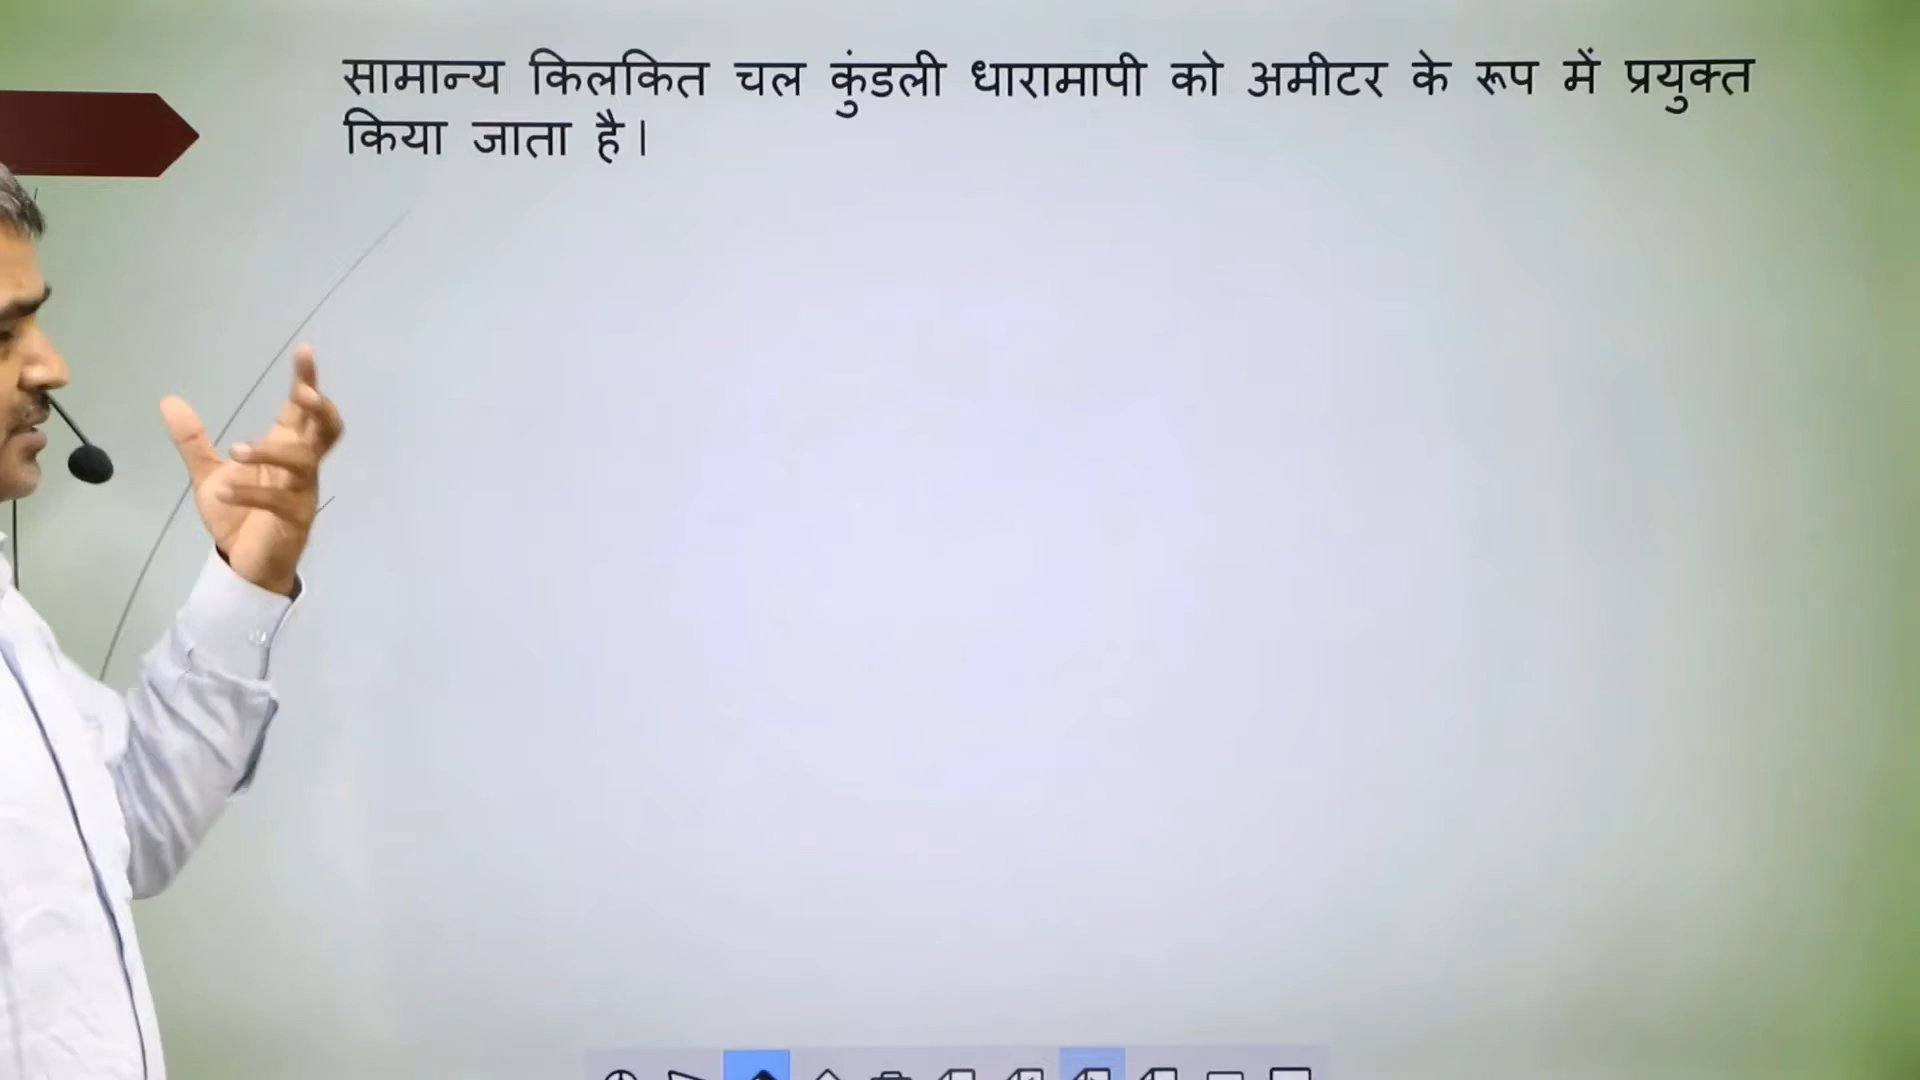 सामान्य किलकित चल कुंडली धारामापी को अमीटर के रूप में प्रयुक्त
किया जाता है।